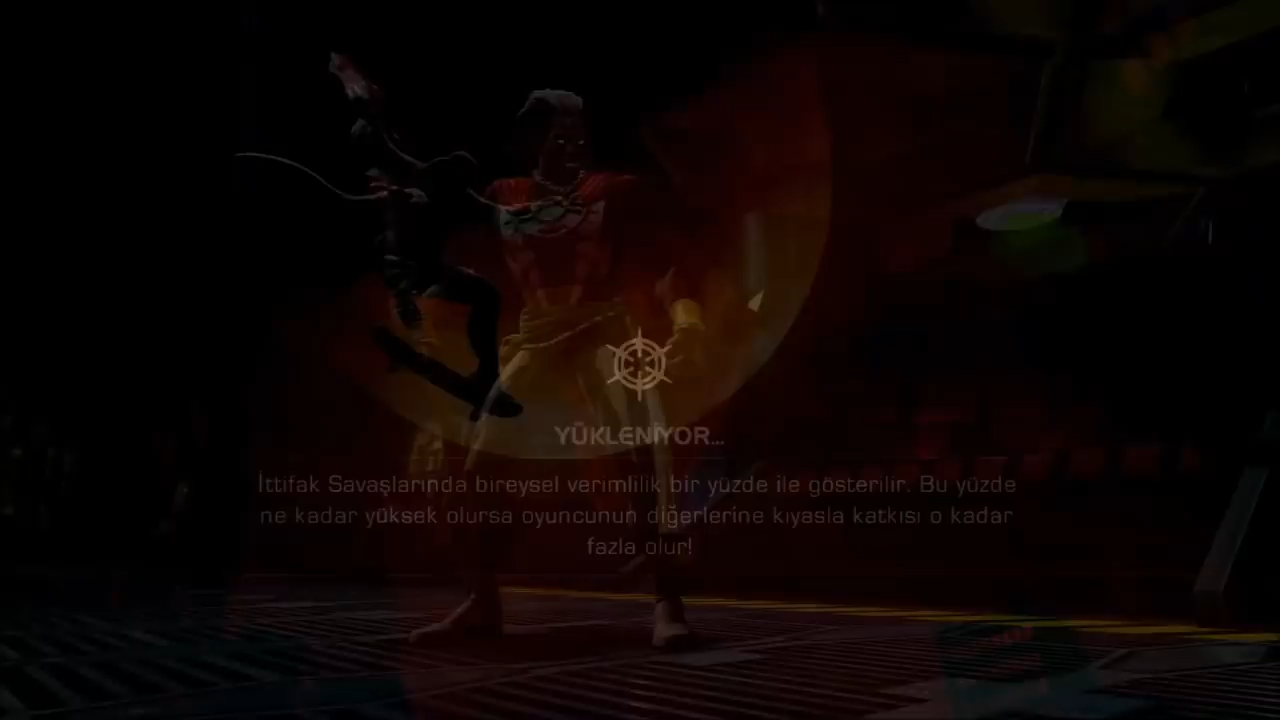 YÜKLENİYOR...
İttifak Savaşlarında bireysel verimlilik bir yüzde ile gösterilir. Bu yüzde
ne kadar yüksek olursa oyuncunun diğerlerine kıyasla katkısı o kadar
fazla olur!